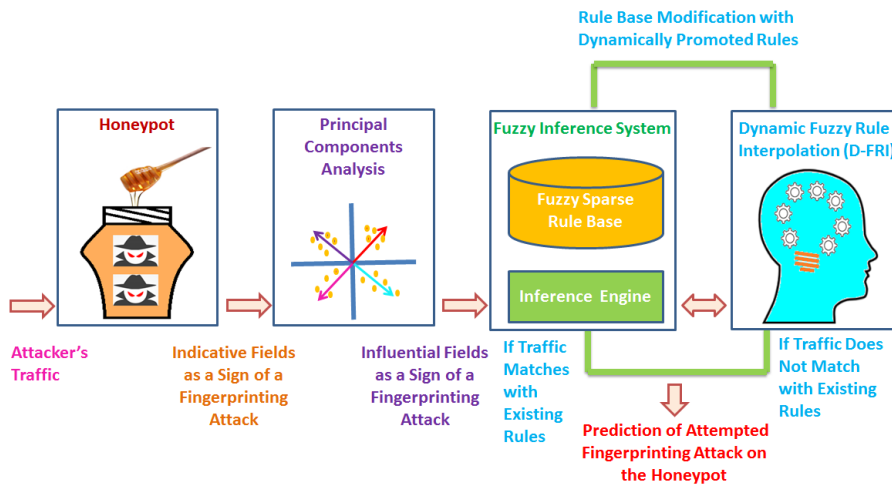 Rule Base Modification with
Dynamically Promoted Rules
Honeypot
Principal
Components
Analysis
Fuzzy Inference System
Fuzzy Sparse
Rule Base
Inference Engine
Dynamic Fuzzy Rule
Interpolation (D-FRI)
Attacker's
Traffic
Indicative Fields
as a Sign of a
Fingerprinting
Attack
Influential Fields
as a Sign of a
Fingerprinting
Attack
If Traffic
Matches
with
Existing
Rules
If Traffic Does
Not Match
with Existing
Rules
Prediction of Attempted
Fingerprinting Attack on
the Honeypot